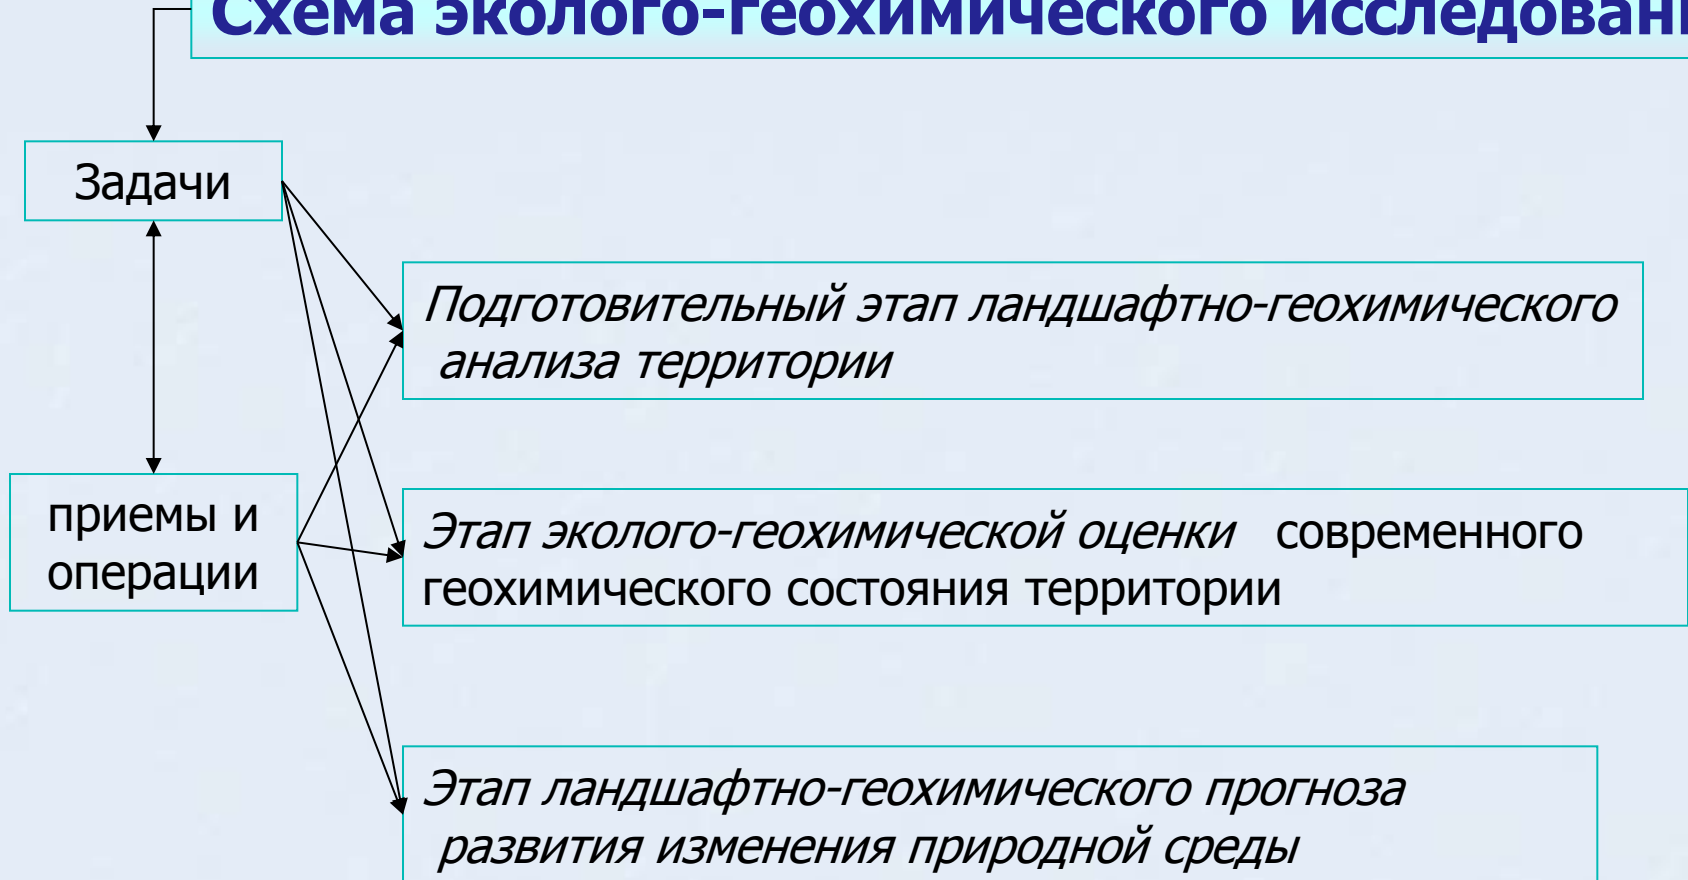 Схема эколого-геохимического исследован
Задачи
Подготовительный этап ландшафтно-геохимического
анализа территории
приемы и
операции
Этап эколого-геохимической оценки современного
геохимического состояния территории
Этап ландшафтно-геохимического прогноза
развития изменения природной среды